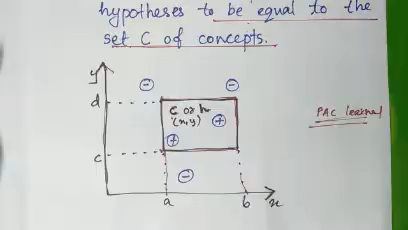 hypotheses to be equal to the
set C of concepts.
y
⊖
⊖
d
C or h
(x,y)
⊕
PAC learnal
⊕
c
⊖
a
b
x